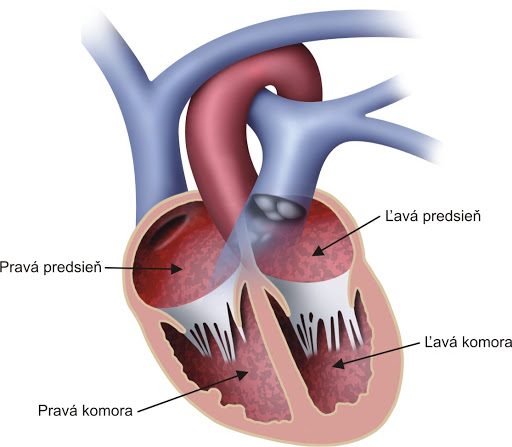 Ľavá predsieň
Pravá predsieň
Ľavá komora
Pravá komora